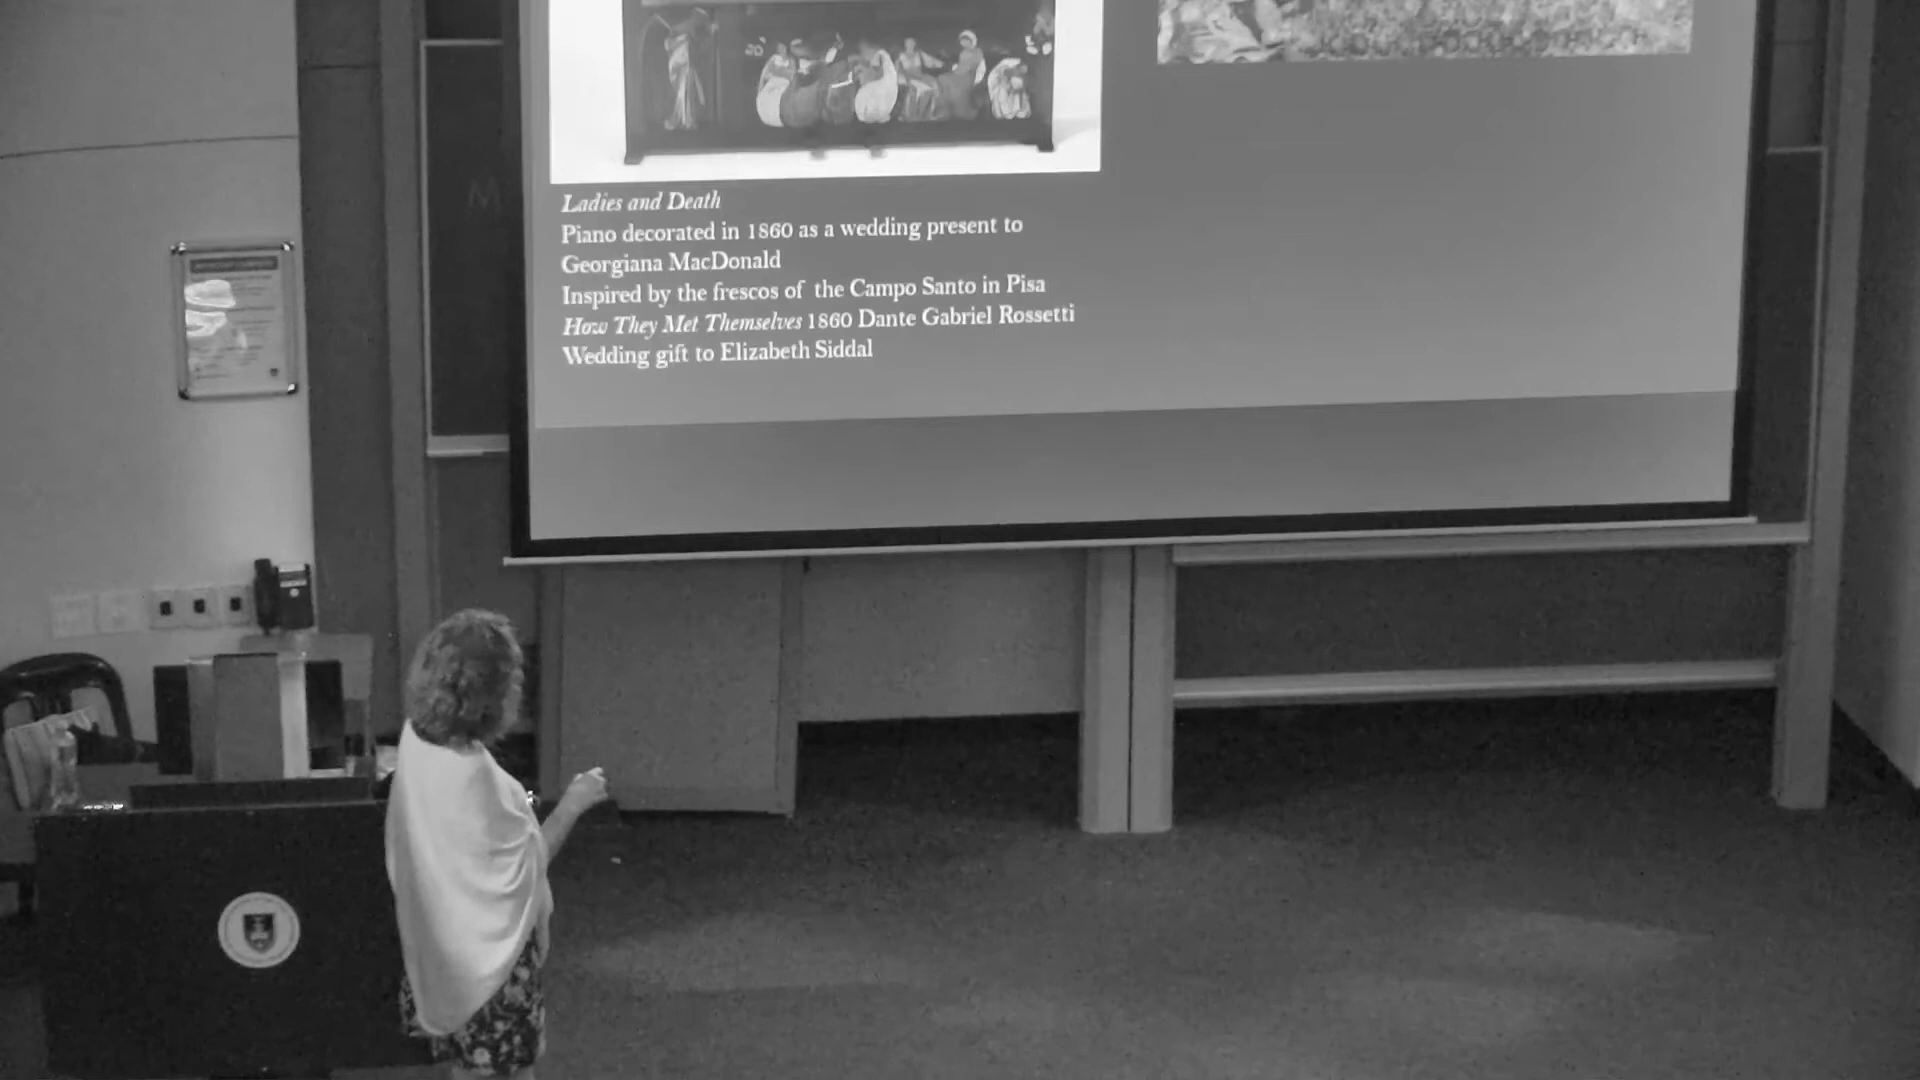 Ladies and Death
Piano decorated in 1860 as a wedding present to
Georgiana MacDonald
Inspired by the frescos of the Campo Santo in Pisa
How They Met Themselves 1860 Dante Gabriel Rossetti
Wedding gift to Elizabeth Siddal